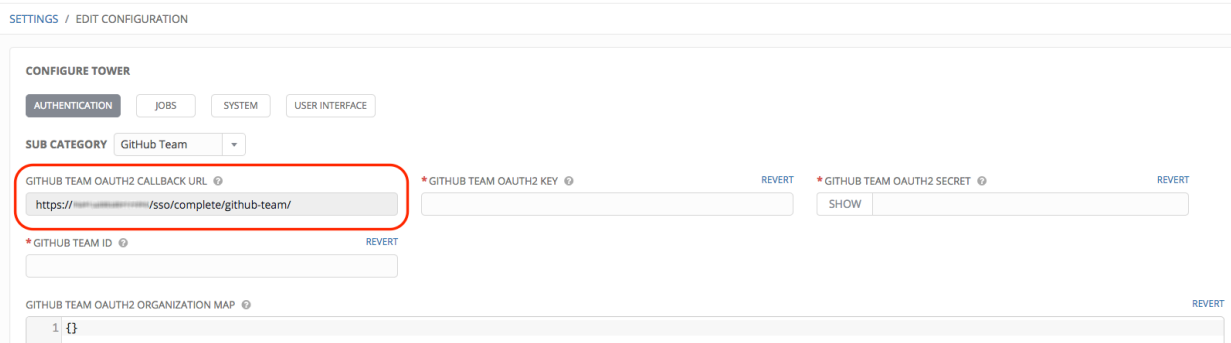 SETTINGS / EDIT CONFIGURATION
CONFIGURE TOWER
AUTHENTICATION JOBS SYSTEM USER INTERFACE
SUB CATEGORY GitHub Team
GITHUB TEAM OAUTH2 CALLBACK URL * GITHUB TEAM OAUTH2 KEY REVERT * GITHUB TEAM OAUTH2 SECRET REVERT
https:// /sso/complete/github-team/ SHOW
* GITHUB TEAM ID REVERT
GITHUB TEAM OAUTH2 ORGANIZATION MAP REVERT
1 {}